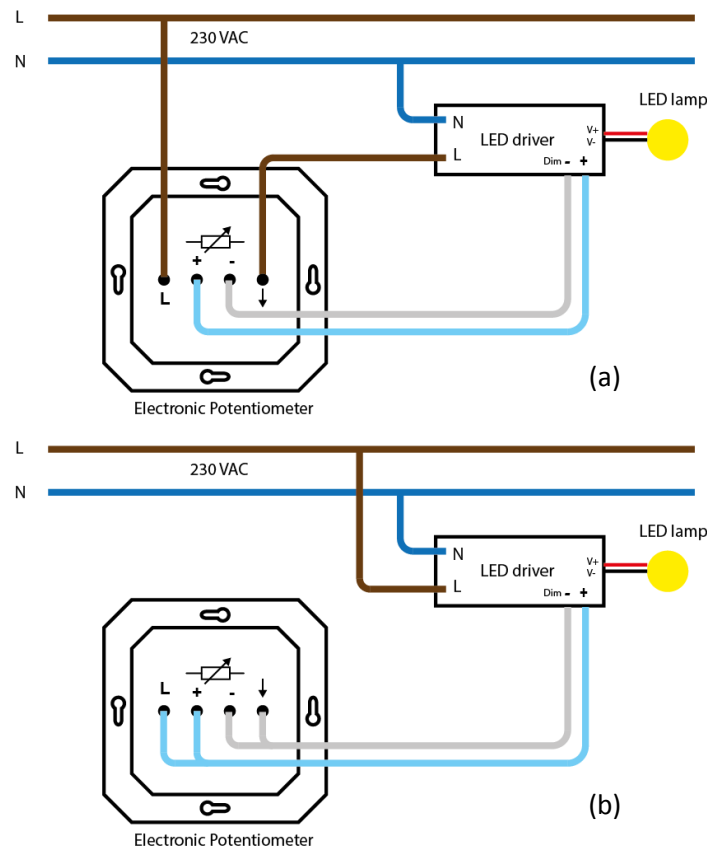 L
230 VAC
N
LED lamp
N
LED driver
V+
V-
L
Dim - +
+ -
L
(a)
Electronic Potentiometer
L
230 VAC
N
LED lamp
N
LED driver
V+
V-
L
Dim - +
L + -
(b)
Electronic Potentiometer